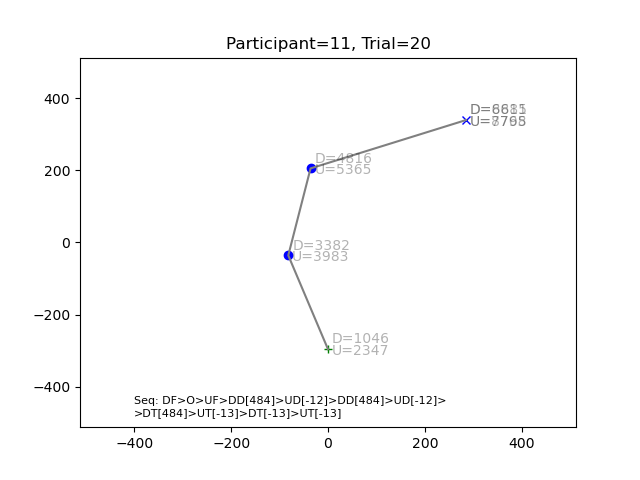 Participant=11, Trial=20
400
200
0
−200
−400
−400
−200
0
200
400
D=4816
U=5365
D=3382
U=3983
D=1046
U=2347
Seq: DF>O>UF>DD[484]>UD[-12]>DD[484]>UD[-12]>
>DT[484]>UT[-13]>DT[-13]>UT[-13]